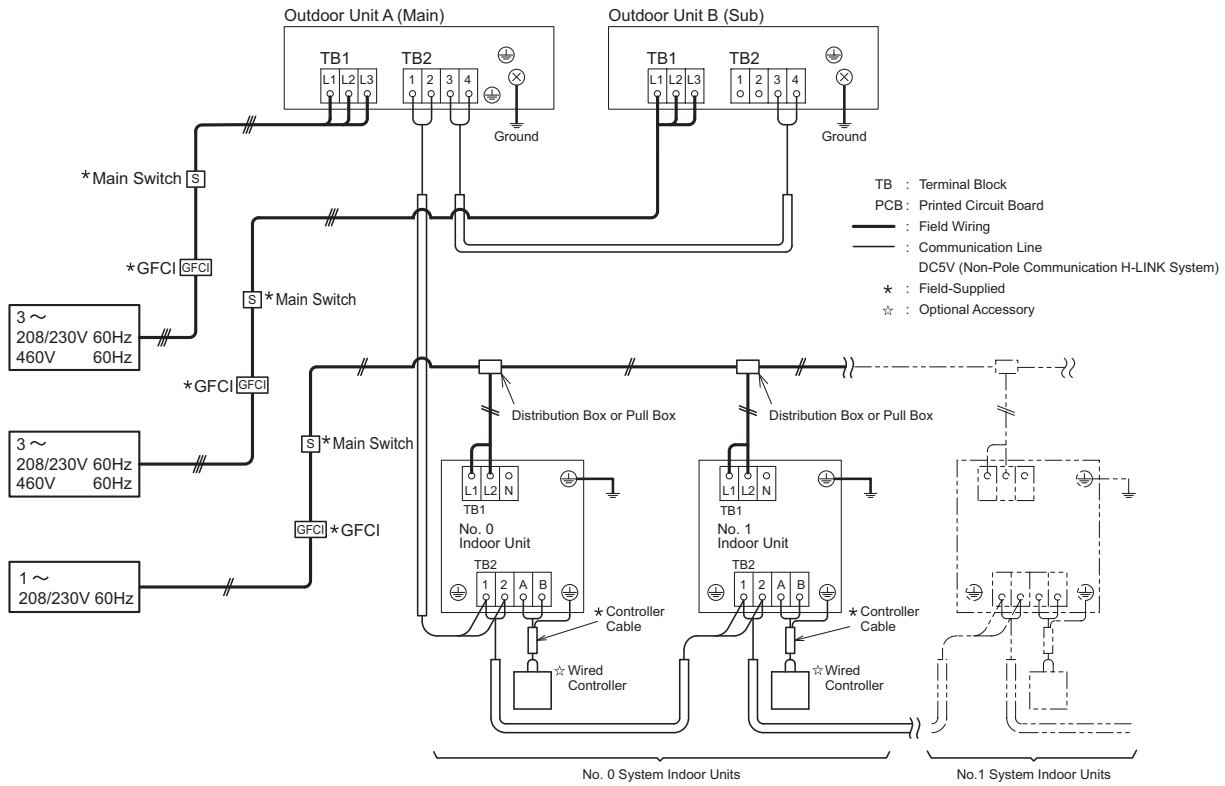 Outdoor Unit A (Main)
Outdoor Unit B (Sub)
TB1
TB2
L1 L2 L3
1 2 3 4
Ground
TB1
TB2
L1 L2 L3
1 2 3 4
Ground
*Main Switch S
*GFCI GFCI
S *Main Switch
*GFCI GFCI
S *Main Switch
GFCI *GFCI
3～
208/230V 60Hz
460V 60Hz
3～
208/230V 60Hz
460V 60Hz
1～
208/230V 60Hz
TB : Terminal Block
PCB : Printed Circuit Board
: Field Wiring
: Communication Line
DC5V (Non-Pole Communication H-LINK System)
* : Field-Supplied
☆ : Optional Accessory
Distribution Box or Pull Box
Distribution Box or Pull Box
L1 L2 N
TB1
No. 0
Indoor Unit
TB2
1 2 A B
* Controller
Cable
☆Wired
Controller
L1 L2 N
TB1
No. 1
Indoor Unit
TB2
1 2 A B
* Controller
Cable
☆Wired
Controller
No. 0 System Indoor Units
No.1 System Indoor Units